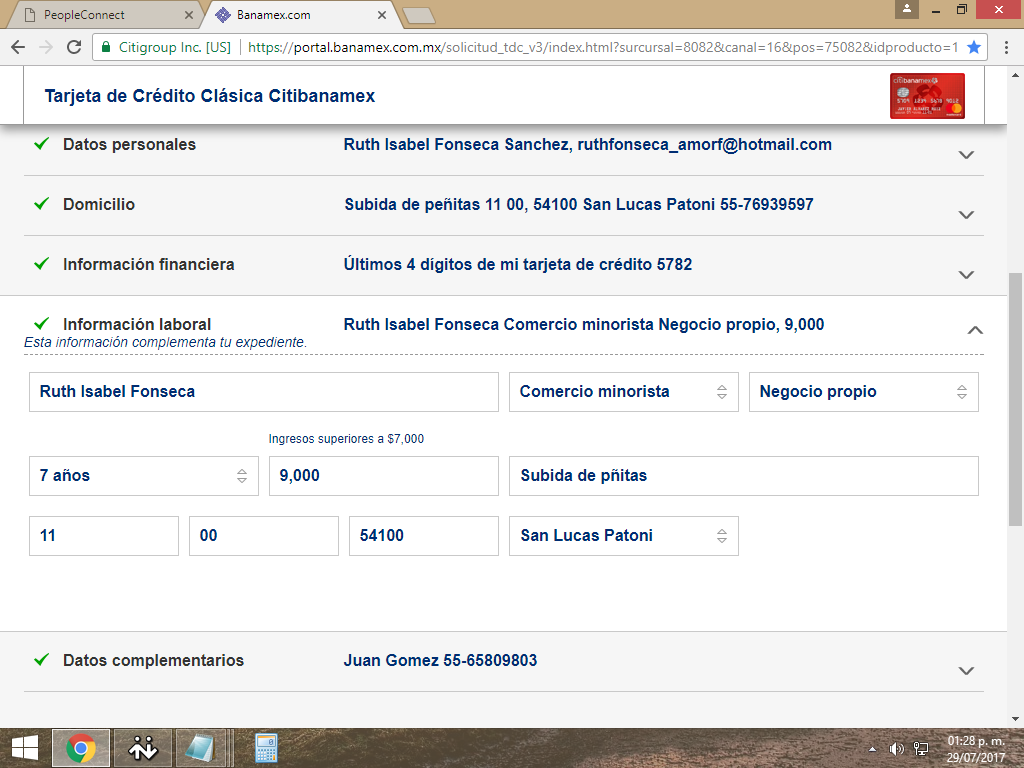 PeopleConnect
Banamex.com
Citigroup Inc. [US] https://portal.banamex.com.mx/solicitud_tdc_v3/index.html?sursursal=8082&canal=16&pos=75082&idproducto=1
Tarjeta de Crédito Clásica Citibanamex
citibanamex
Datos personales Ruth Isabel Fonseca Sanchez, ruthfonseca_amorf@hotmail.com
Domicilio Subida de peñitas 11 00, 54100 San Lucas Patoni 55-76939597
Información financiera Últimos 4 dígitos de mi tarjeta de crédito 5782
Información laboral Ruth Isabel Fonseca Comercio minorista Negocio propio, 9,000
Esta información complementa tu expediente.
Ruth Isabel Fonseca Comercio minorista Negocio propio
Ingresos superiores a $7,000
7 años 9,000 Subida de pñitas
11 00 54100 San Lucas Patoni
Datos complementarios Juan Gomez 55-65809803
01:28 p. m.
29/07/2017